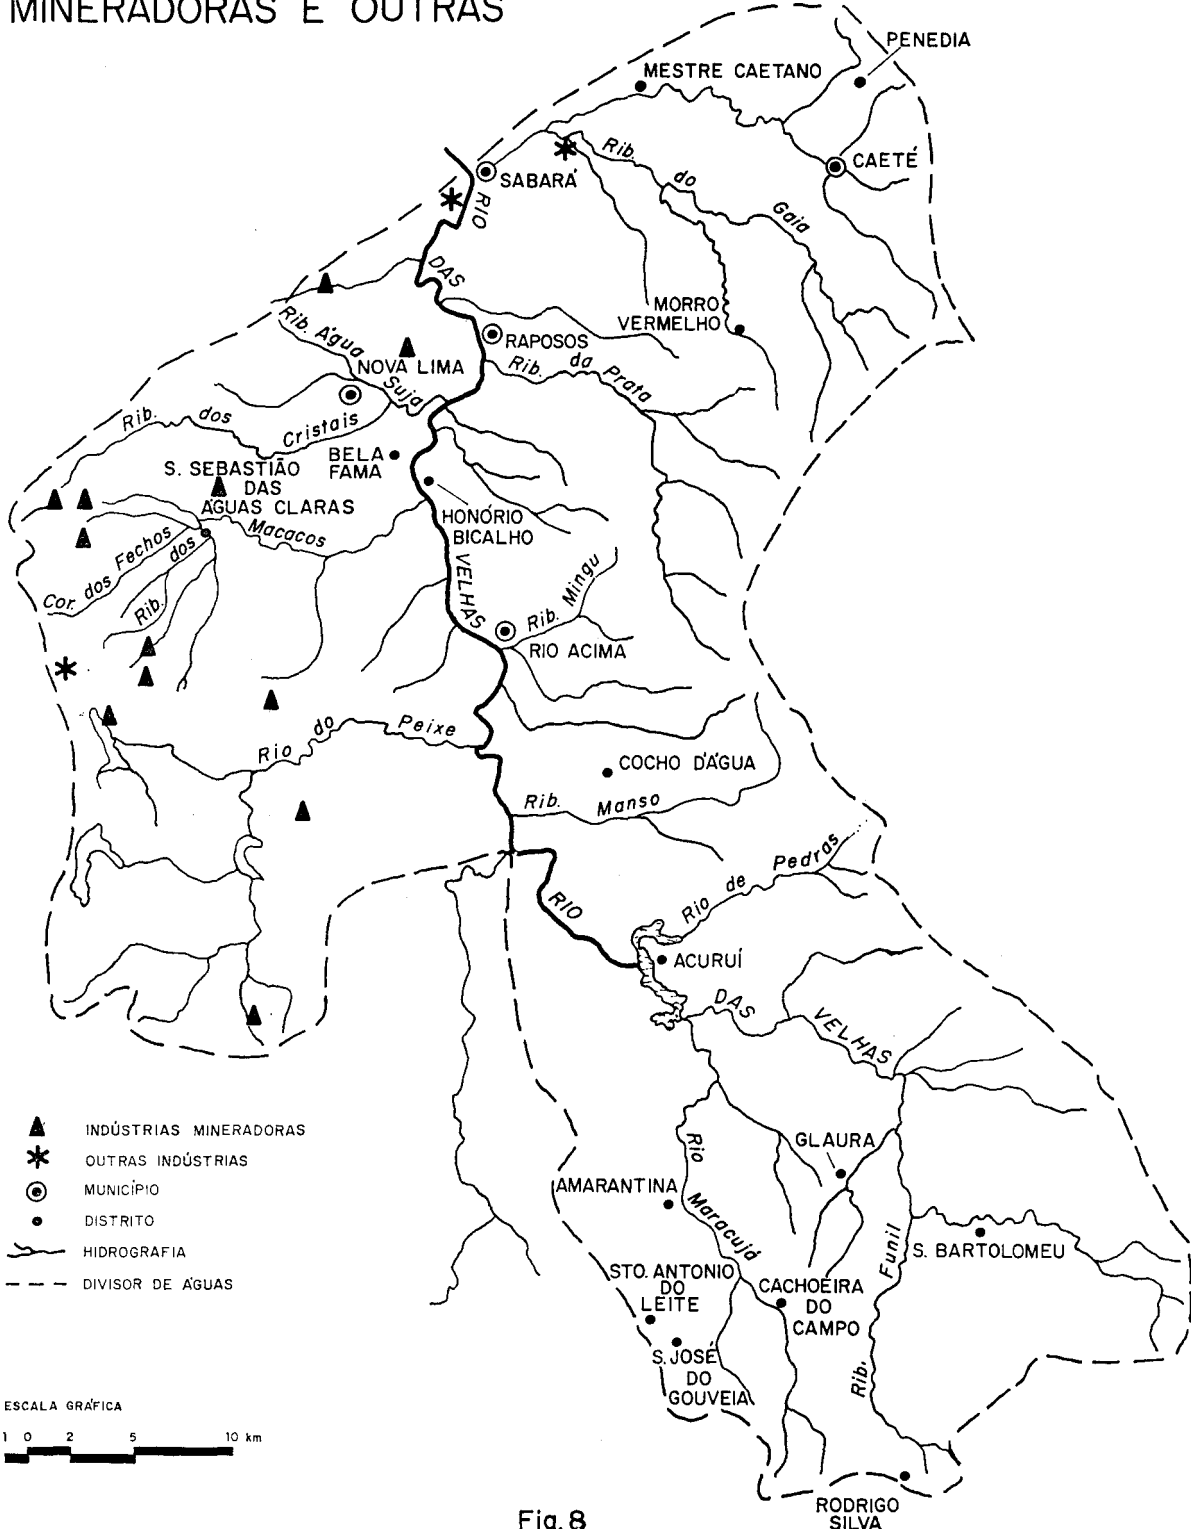 MINERADORAS E OUTRAS
PENEDIA
MESTRE CAETANO
CAETÉ
SABARÁ
Rib. do Gaia
RIO DAS VELHAS
MORRO
VERMELHO
RAPOSOS
Rib. da Prata
Rib. Água Suja
NOVA LIMA
Rib. dos Cristais
BELA
FAMA
S. SEBASTIÃO
DAS
ÁGUAS CLARAS
HONÓRIO
BICALHO
Macacos
Cor. dos Fechos
Rib. dos
Rib. Mingu
RIO ACIMA
Rio do Peixe
COCHO D'ÁGUA
Rib. Manso
Rio de Pedras
RIO DAS VELHAS
ACURUÍ
GLAURA
Rio Maracujá
AMARANTINA
Rib. Funil
S. BARTOLOMEU
STO. ANTONIO
DO
LEITE
CACHOEIRA
DO
CAMPO
S. JOSÉ
DO
GOUVEIA
RODRIGO
SILVA
INDÚSTRIAS MINERADORAS
OUTRAS INDÚSTRIAS
MUNICÍPIO
DISTRITO
HIDROGRAFIA
DIVISOR DE ÁGUAS
ESCALA GRÁFICA
1 0 2 5 10 km
Fig. 8